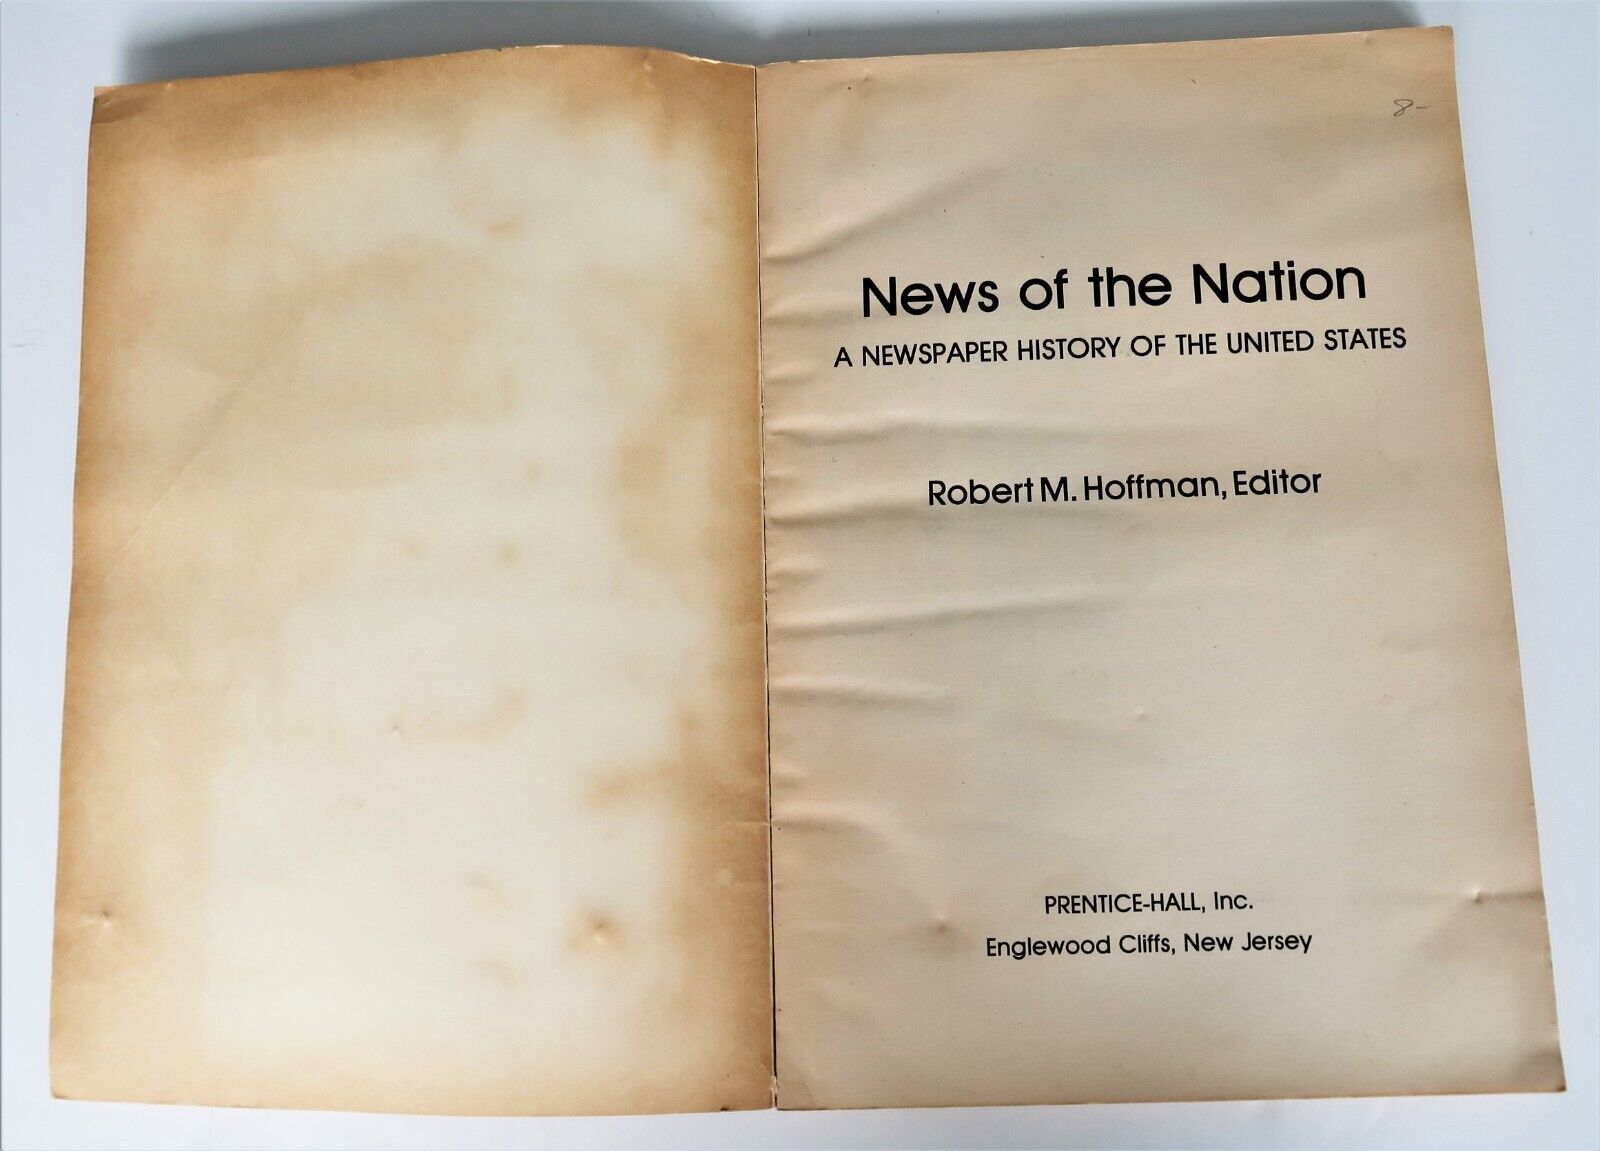 8-
News of the Nation
A NEWSPAPER HISTORY OF THE UNITED STATES
Robert M. Hoffman, Editor
PRENTICE-HALL, Inc.
Englewood Cliffs, New Jersey